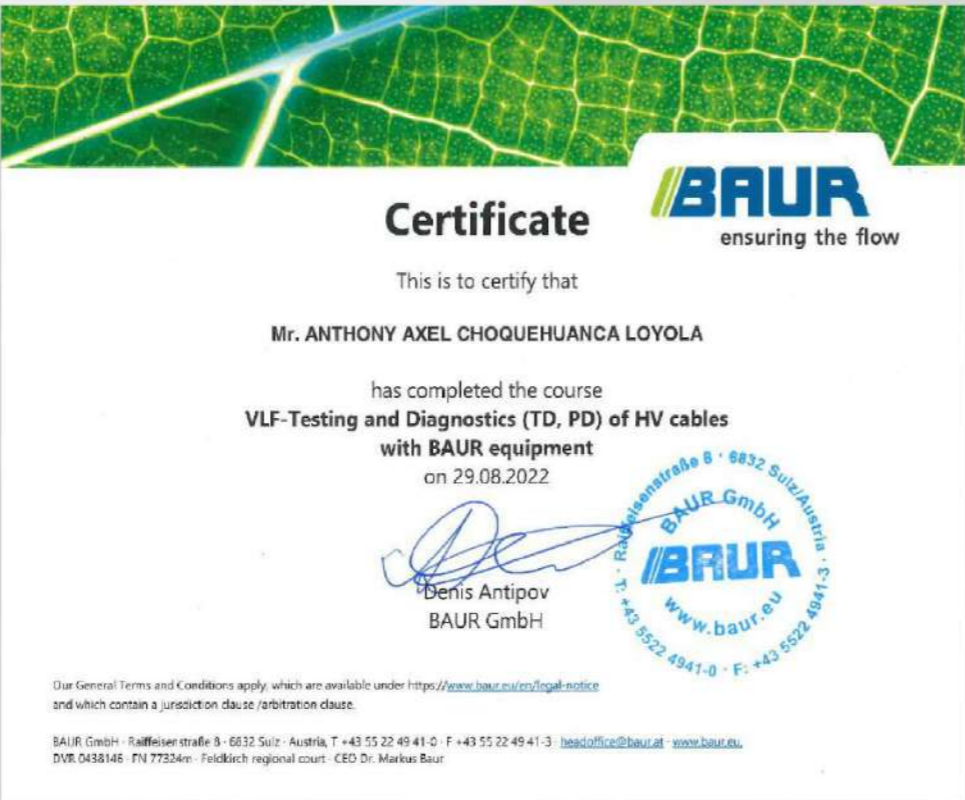 BAUR
ensuring the flow
Certificate
This is to certify that
Mr. ANTHONY AXEL CHOQUEHUANCA LOYOLA
has completed the course
VLF-Testing and Diagnostics (TD, PD) of HV cables
with BAUR equipment
on 29.08.2022
Denis Antipov
BAUR GmbH
Raiffeisenstraße 8 · 6832 Sulz/Austria · T: +43 5522 4941-0 · F: +43 5522 4941-3 ·
BAUR GmbH
BAUR
www.baur.eu
Our General Terms and Conditions apply, which are available under https://www.baur.eu/en/legal-notice
and which contain a jurisdiction clause /arbitration clause.
BAUR GmbH · Raiffeisenstraße 8 · 6832 Sulz · Austria, T +43 55 22 49 41-0 · F +43 55 22 49 41-3 · headoffice@baur.at · www.baur.eu,
DVR 0438146 · FN 77324m · Feldkirch regional court · CEO Dr. Markus Baur